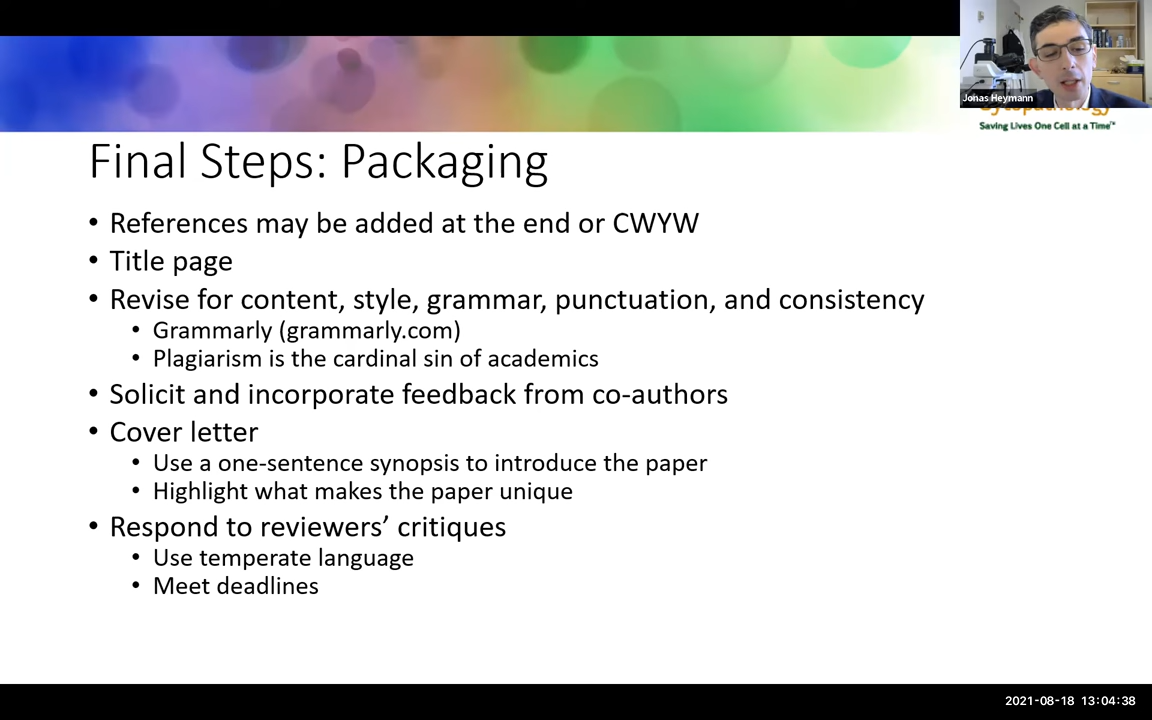 Jonas Heymann
Saving Lives One Cell at a Time™
Final Steps: Packaging
• References may be added at the end or CWYW
• Title page
• Revise for content, style, grammar, punctuation, and consistency
• Grammarly (grammarly.com)
• Plagiarism is the cardinal sin of academics
• Solicit and incorporate feedback from co-authors
• Cover letter
• Use a one-sentence synopsis to introduce the paper
• Highlight what makes the paper unique
• Respond to reviewers’ critiques
• Use temperate language
• Meet deadlines
2021-08-18 13:04:38